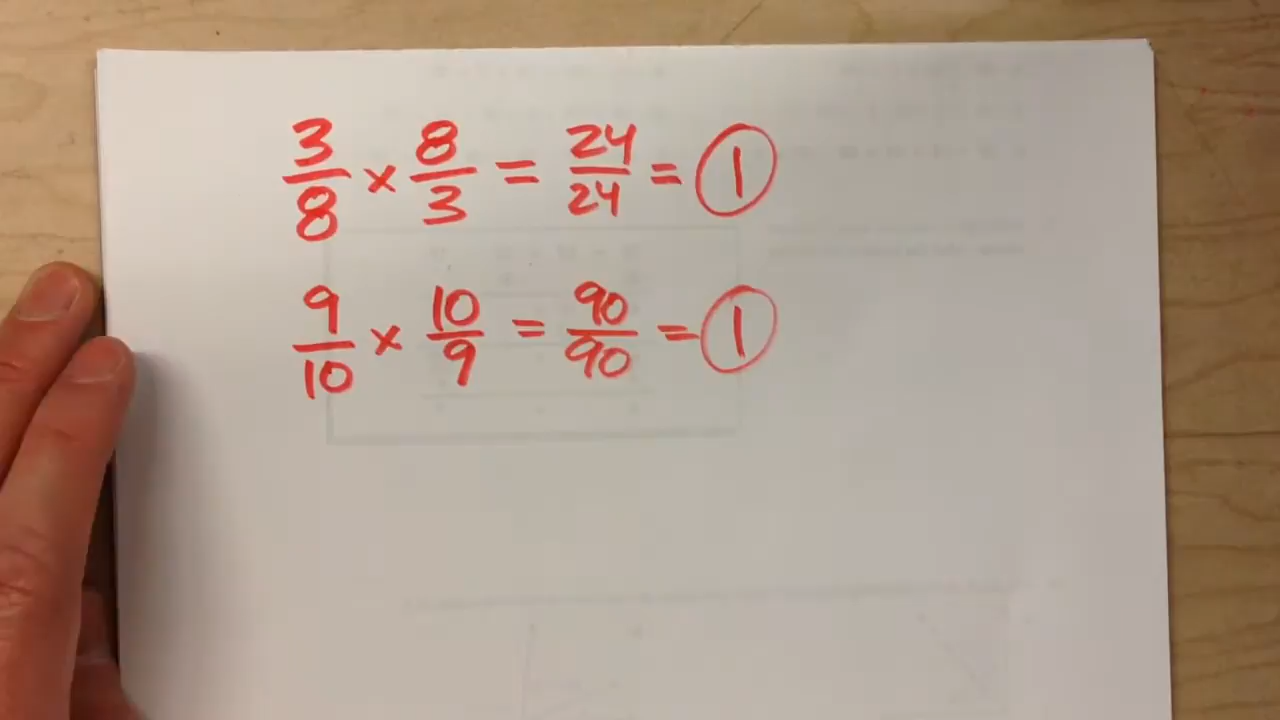 3/8 × 8/3 = 24/24 = 1
9/10 × 10/9 = 90/90 = 1